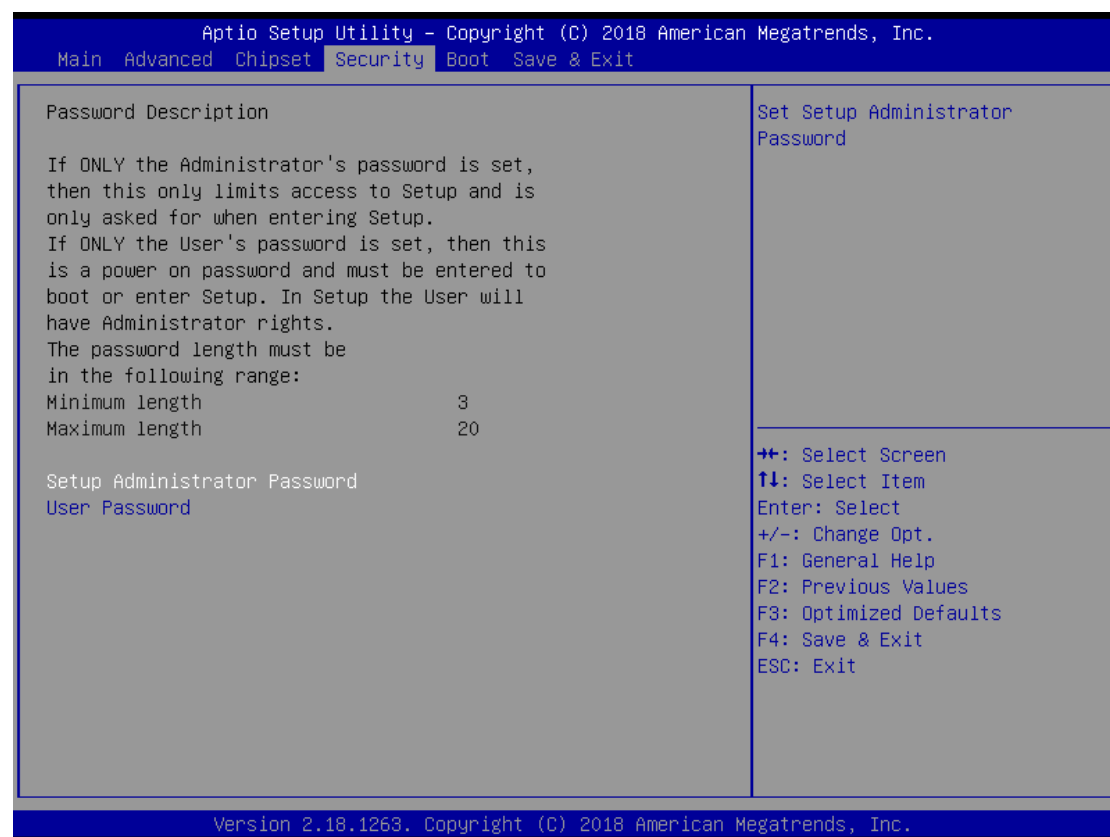 Aptio Setup Utility – Copyright (C) 2018 American Megatrends, Inc.
Main Advanced Chipset Security Boot Save & Exit
Password Description
If ONLY the Administrator's password is set,
then this only limits access to Setup and is
only asked for when entering Setup.
If ONLY the User's password is set, then this
is a power on password and must be entered to
boot or enter Setup. In Setup the User will
have Administrator rights.
The password length must be
in the following range:
Minimum length 3
Maximum length 20
Setup Administrator Password
User Password
Set Setup Administrator
Password
→←: Select Screen
↑↓: Select Item
Enter: Select
+/-: Change Opt.
F1: General Help
F2: Previous Values
F3: Optimized Defaults
F4: Save & Exit
ESC: Exit
Version 2.18.1263. Copyright (C) 2018 American Megatrends, Inc.